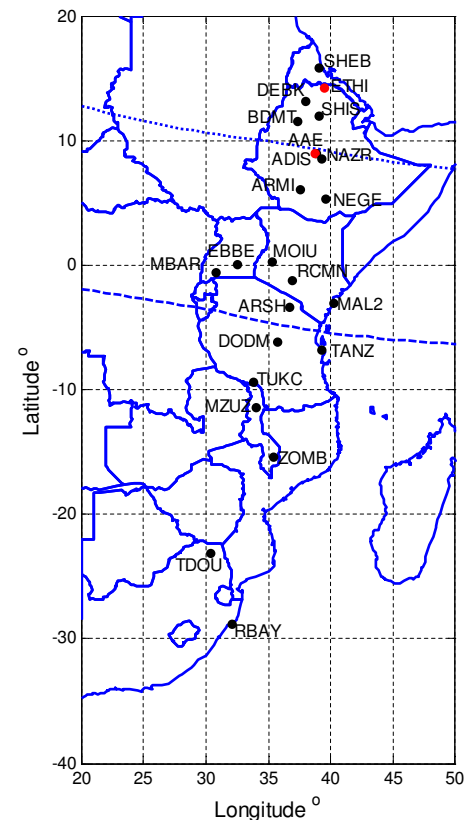 20
SHEB
ETHI
DEBK
SHIS
BDMT
10
AAE
ADIS
NAZR
ARMI
NEGE
EBBE
MOIU
0
MBAR
RCMN
ARSH
MAL2
DODM
TANZ
TUKC
-10
MZUZ
ZOMB
-20
TDOU
RBAY
-30
-40
20 25 30 35 40 45 50
Latitude o
Longitude o